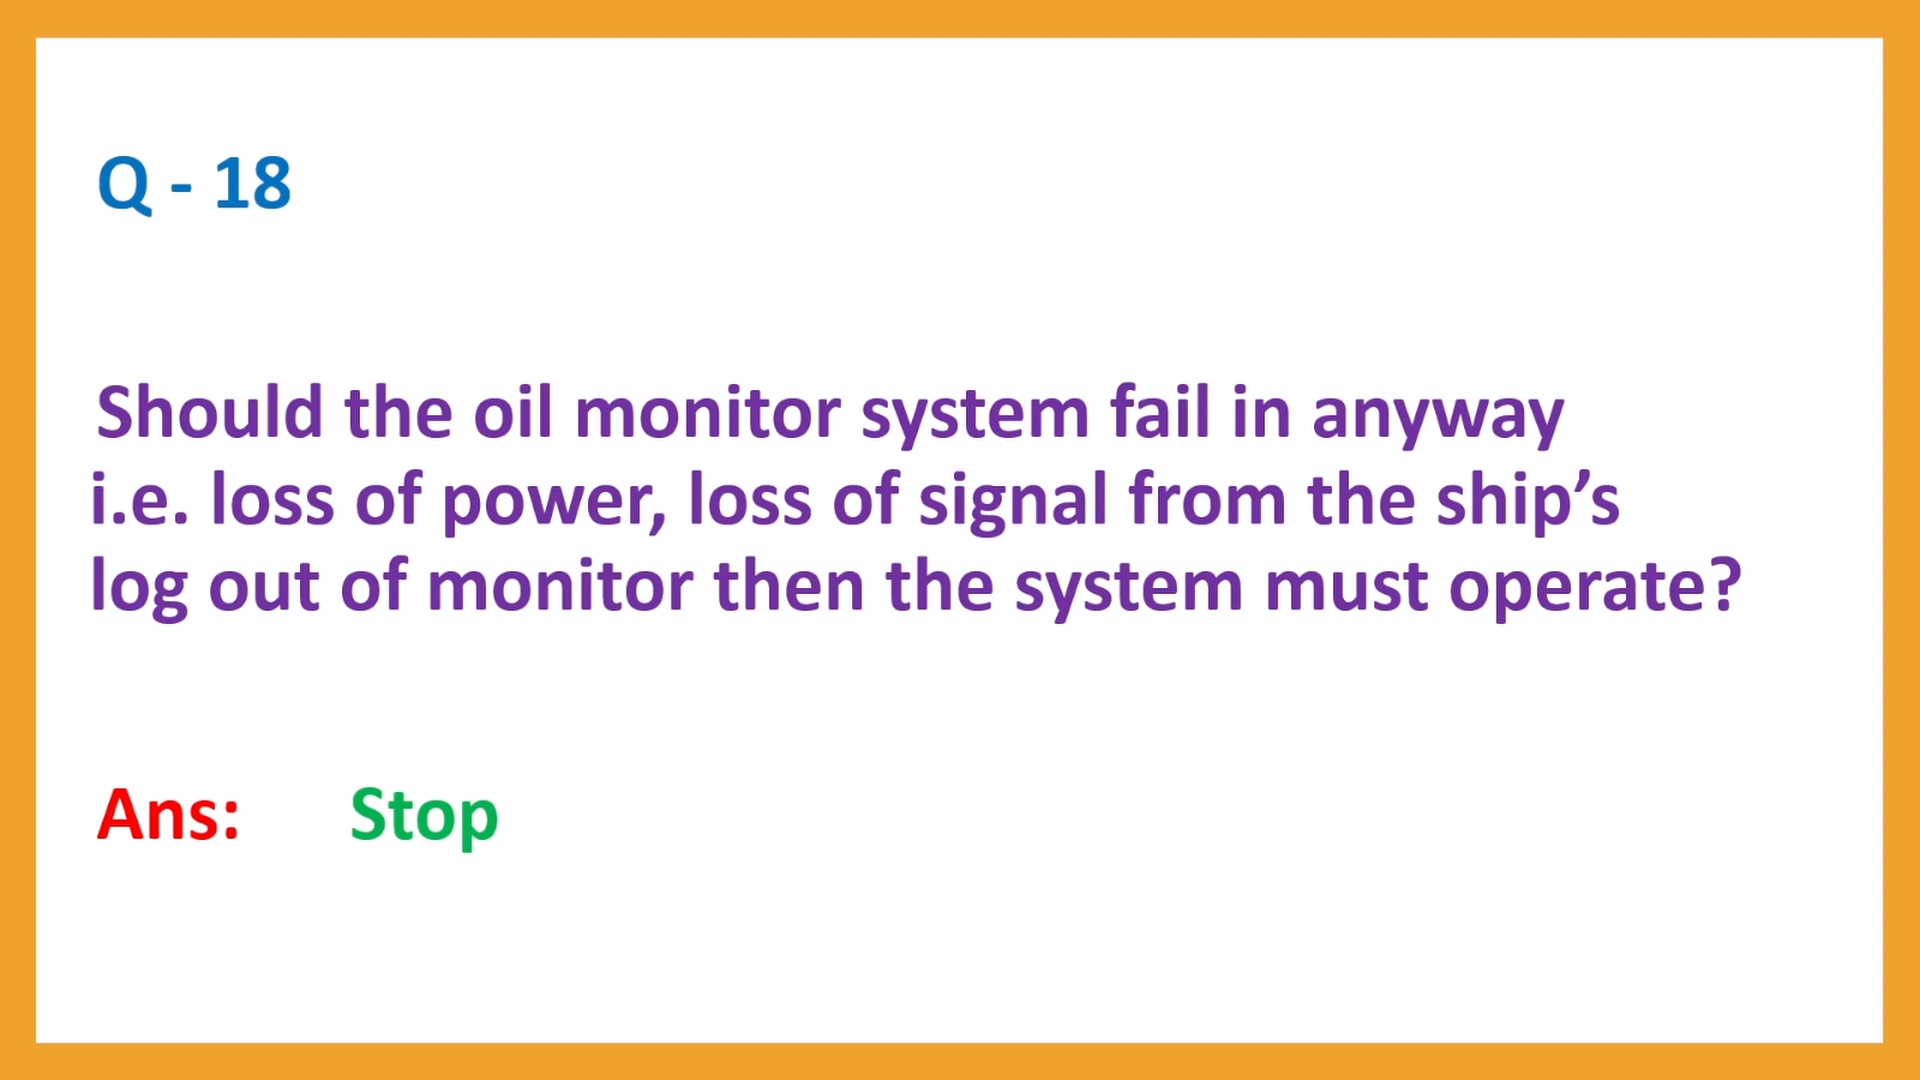 Q - 18
Should the oil monitor system fail in anyway
i.e. loss of power, loss of signal from the ship’s
log out of monitor then the system must operate?
Ans: Stop